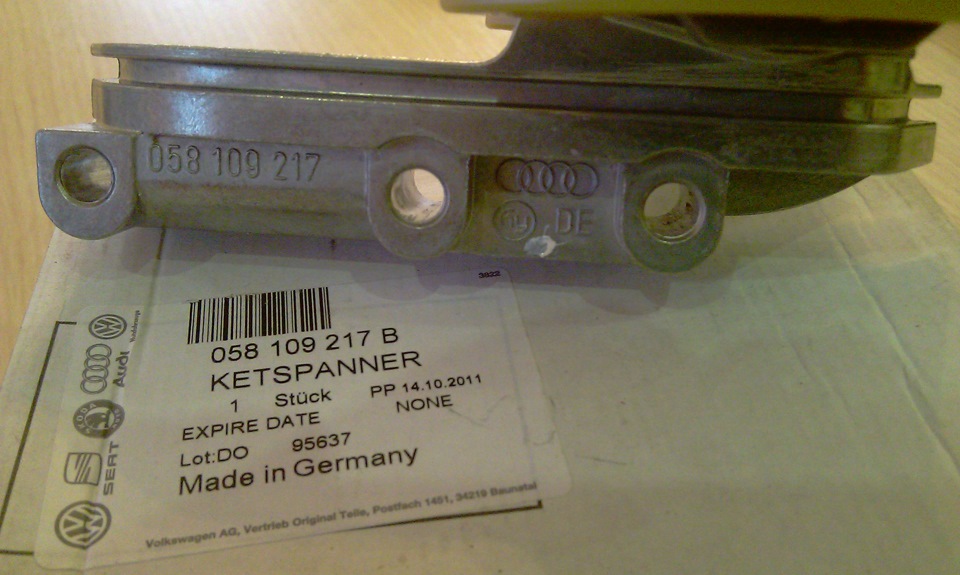 058 109 217
.DE
3822
058 109 217 B
KETSPANNER
1 Stück PP 14.10.2011
EXPIRE DATE NONE
Lot:DO 95637
Made in Germany
Volkswagen AG, Vertrieb Original Teile, Postfach 1451, 34219 Baunatal
Audi
SEAT